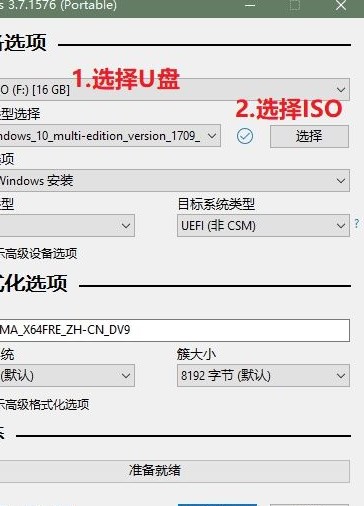 s 3.7.1576 (Portable)
备选项
O (F:) [16 GB]
1.选择U盘
型选择
2.选择ISO
ndows_10_multi-edition_version_1709_
选择
项
Windows 安装
型
目标系统类型
UEFI (非 CSM)
?
示高级设备选项
式化选项
MA_X64FRE_ZH-CN_DV9
统
簇大小
(默认)
8192 字节 (默认)
示高级格式化选项
态
准备就绪